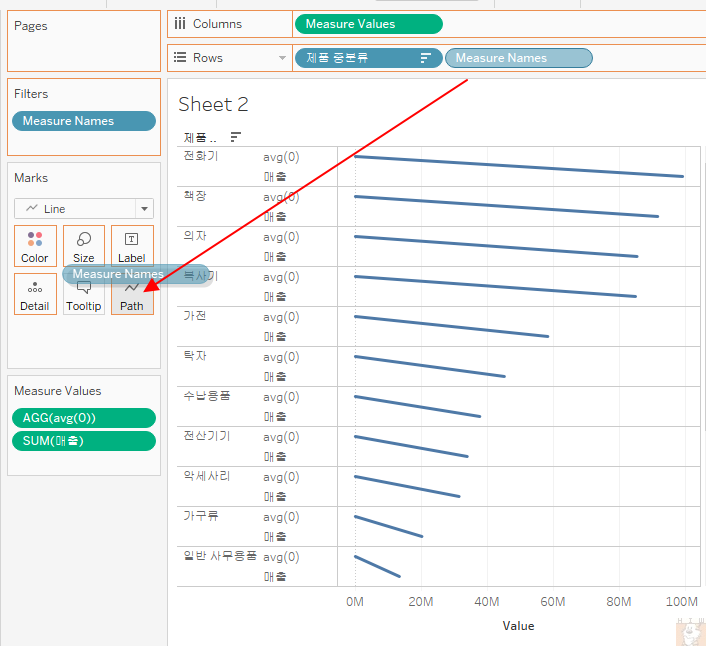 Pages
Columns
Measure Values
Rows
제품 중분류
Measure Names
Filters
Measure Names
Marks
Line
Color
Size
Label
Measure Names
Detail
Tooltip
Path
Measure Values
AGG(avg(0))
SUM(매출)
Sheet 2
제품 ..
전화기
avg(0)
매출
책장
avg(0)
매출
의자
avg(0)
매출
복사기
avg(0)
매출
가전
avg(0)
매출
탁자
avg(0)
매출
수납용품
avg(0)
매출
전산기기
avg(0)
매출
악세사리
avg(0)
매출
가구류
avg(0)
매출
일반 사무용품
avg(0)
매출
0M 20M 40M 60M 80M 100M
Value